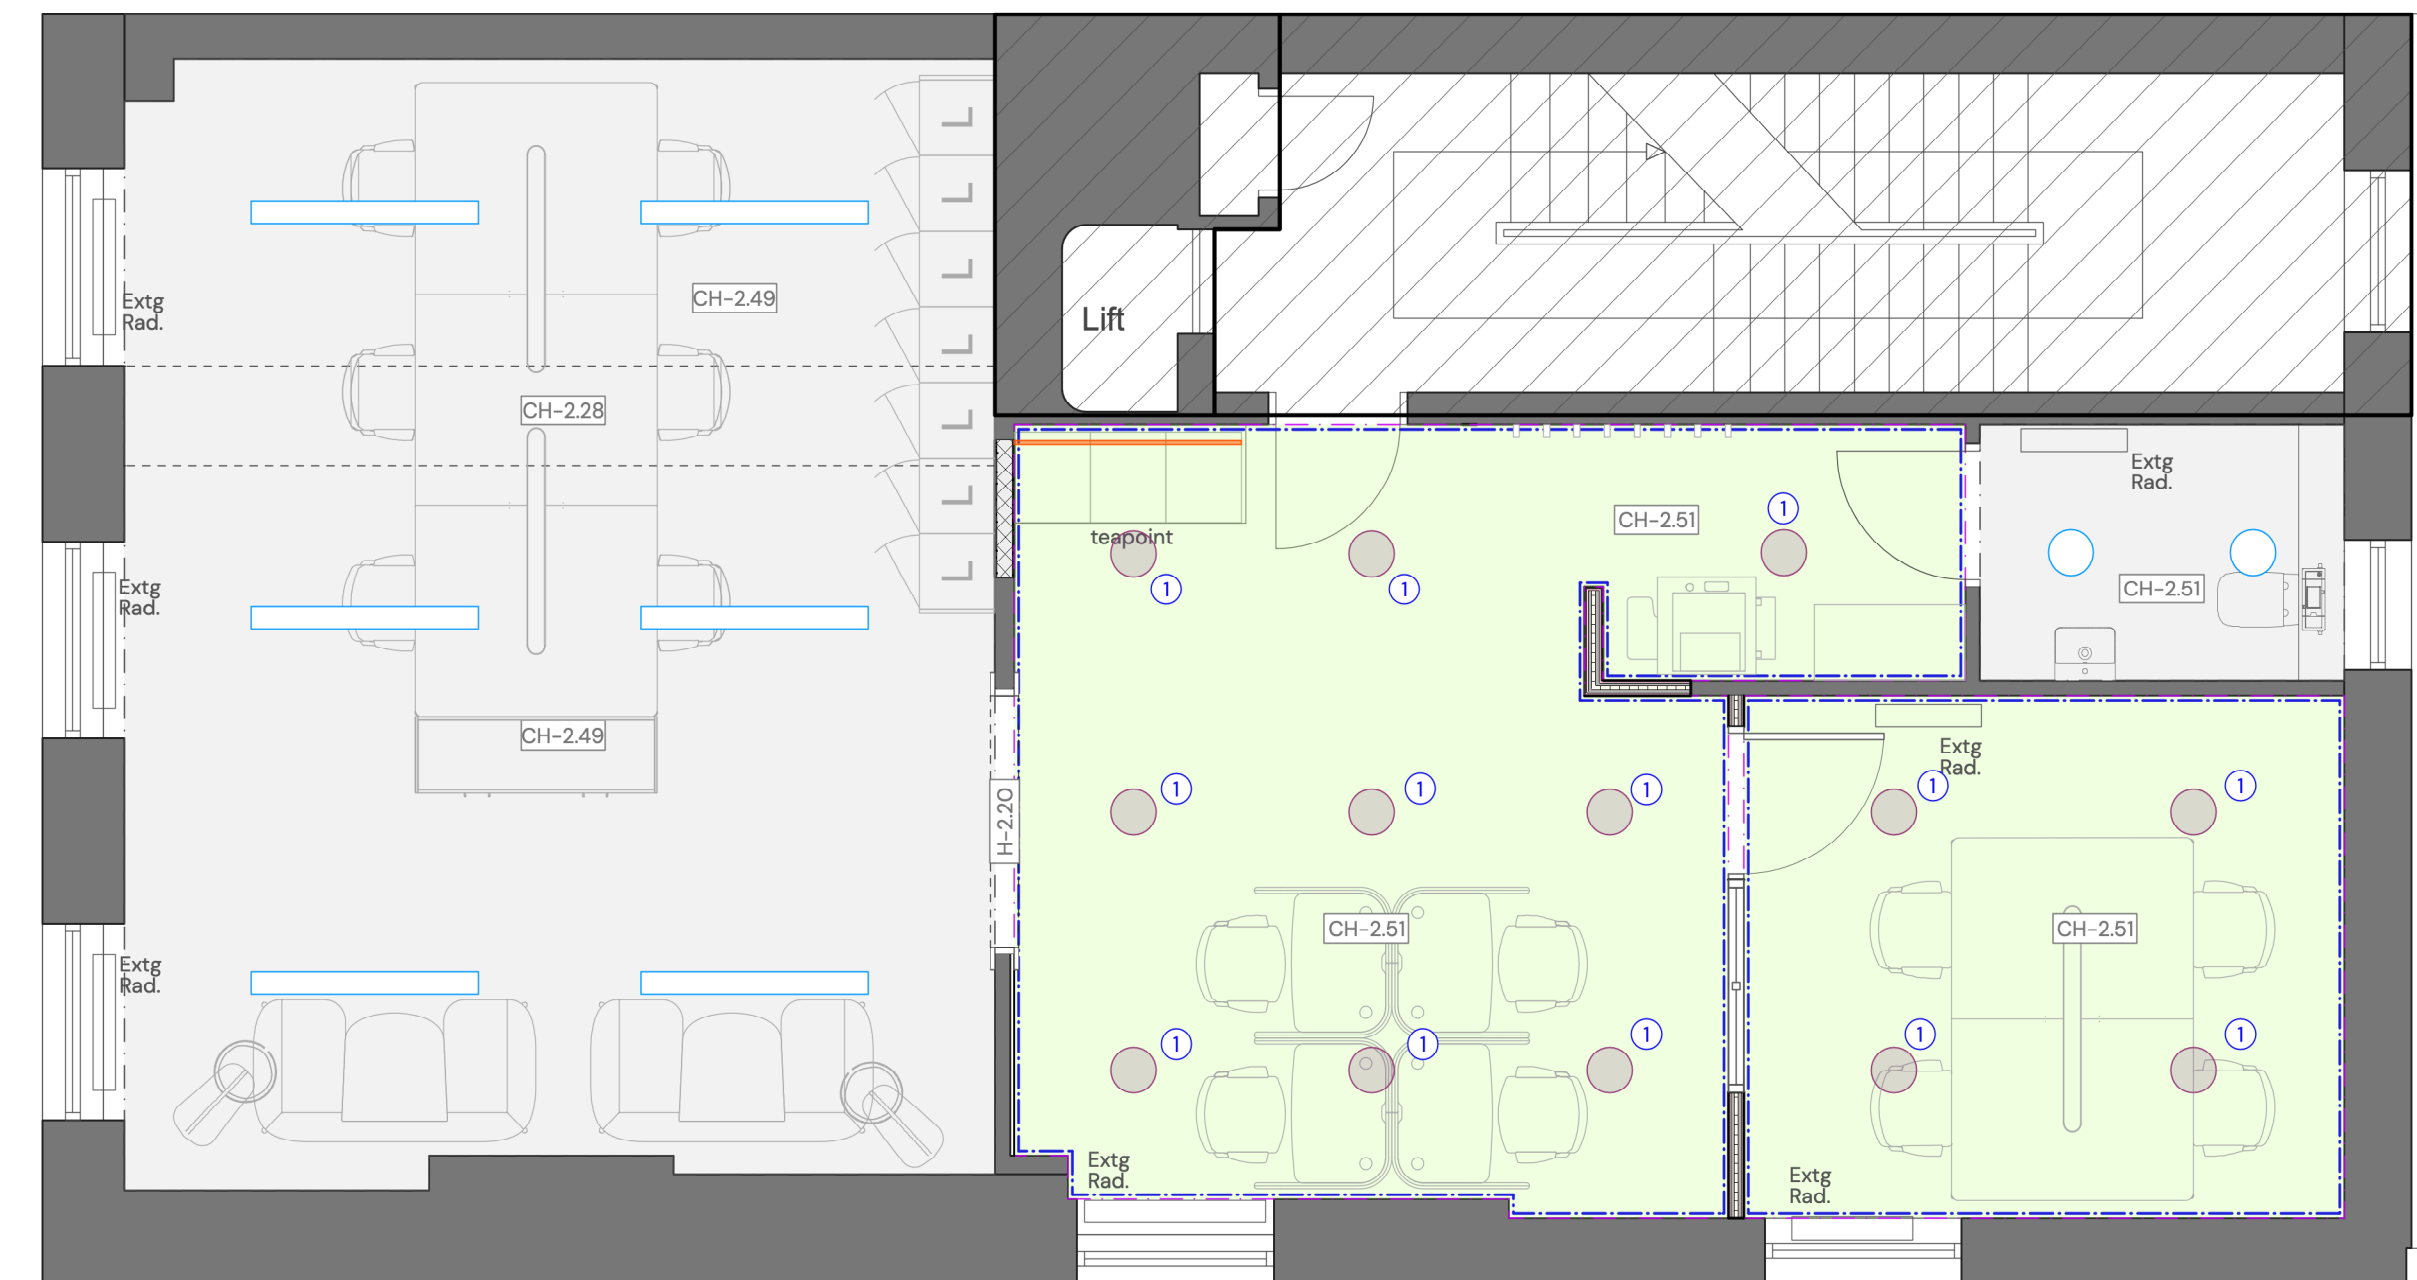 Extg
Rad.
CH-2.49
Lift
CH-2.28
Extg
Rad.
CH-2.51
1
teapoint
1
1
CH-2.51
Extg
Rad.
CH-2.49
Extg
Rad.
H-2.20
1
1
1
1
1
CH-2.51
CH-2.51
Extg
Rad.
1
1
1
1
1
Extg
Rad.
Extg
Rad.
L
L
L
L
L
L
L